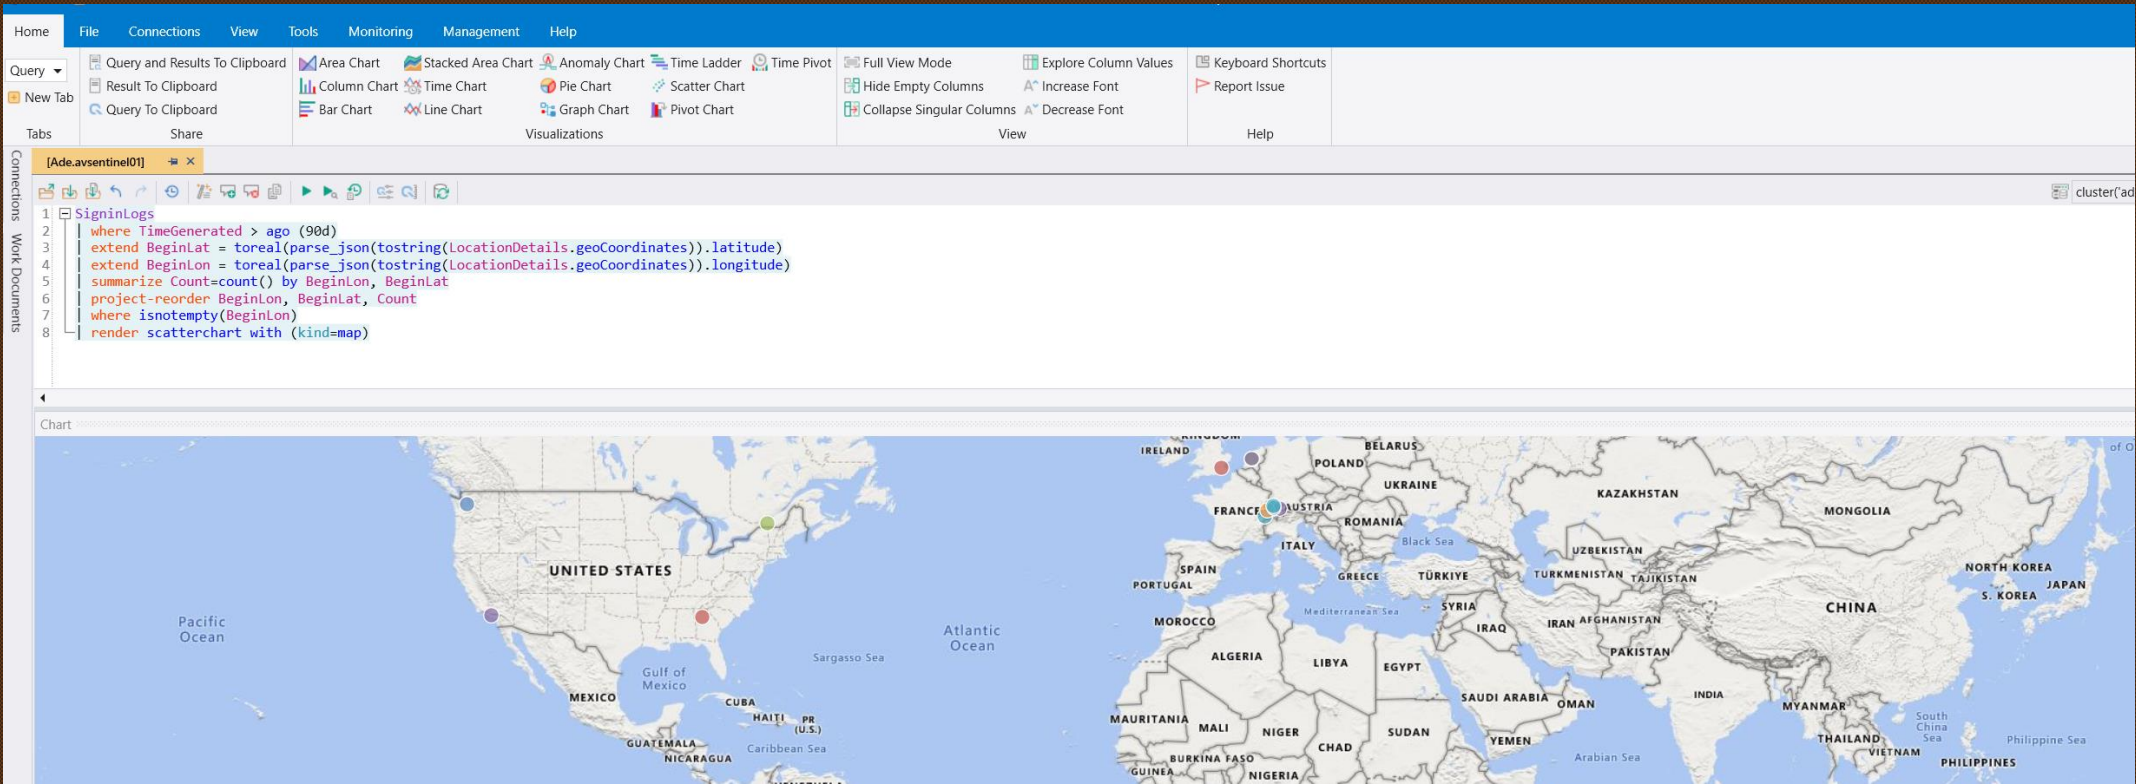 Home File Connections View Tools Monitoring Management Help
Query Query and Results To Clipboard Area Chart Stacked Area Chart Anomaly Chart Time Ladder Time Pivot Full View Mode Explore Column Values Keyboard Shortcuts
New Tab Result To Clipboard Column Chart Time Chart Pie Chart Scatter Chart Hide Empty Columns Increase Font Report Issue
Query To Clipboard Bar Chart Line Chart Graph Chart Pivot Chart Collapse Singular Columns Decrease Font
Tabs Share Visualizations View Help
Connections
Work Documents
[Ade.avsentinel01]
cluster('ad
1 SigninLogs
2 | where TimeGenerated > ago (90d)
3 | extend BeginLat = toreal(parse_json(tostring(LocationDetails.geoCoordinates)).latitude)
4 | extend BeginLon = toreal(parse_json(tostring(LocationDetails.geoCoordinates)).longitude)
5 | summarize Count=count() by BeginLon, BeginLat
6 | project-reorder BeginLon, BeginLat, Count
7 | where isnotempty(BeginLon)
8 | render scatterchart with (kind=map)
Chart
KINGDOM
IRELAND
BELARUS
POLAND
UKRAINE
KAZAKHSTAN
MONGOLIA
FRANCE
AUSTRIA
ROMANIA
ITALY
Black Sea
UZBEKISTAN
UNITED STATES
SPAIN
PORTUGAL
GREECE
TÜRKIYE
TURKMENISTAN
TAJIKISTAN
NORTH KOREA
JAPAN
S. KOREA
Pacific
Ocean
Atlantic
Ocean
MOROCCO
Mediterranean Sea
SYRIA
IRAQ
IRAN
AFGHANISTAN
CHINA
Sargasso Sea
ALGERIA
LIBYA
EGYPT
PAKISTAN
Gulf of
Mexico
MEXICO
CUBA
HAITI
PR
(U.S.)
SAUDI ARABIA
OMAN
INDIA
MYANMAR
GUATEMALA
NICARAGUA
Caribbean Sea
MAURITANIA
MALI
NIGER
CHAD
SUDAN
YEMEN
Arabian Sea
THAILAND
VIETNAM
South
China
Sea
Philippine Sea
PHILIPPINES
BURKINA FASO
GUINEA
NIGERIA
VENEZUELA
of O